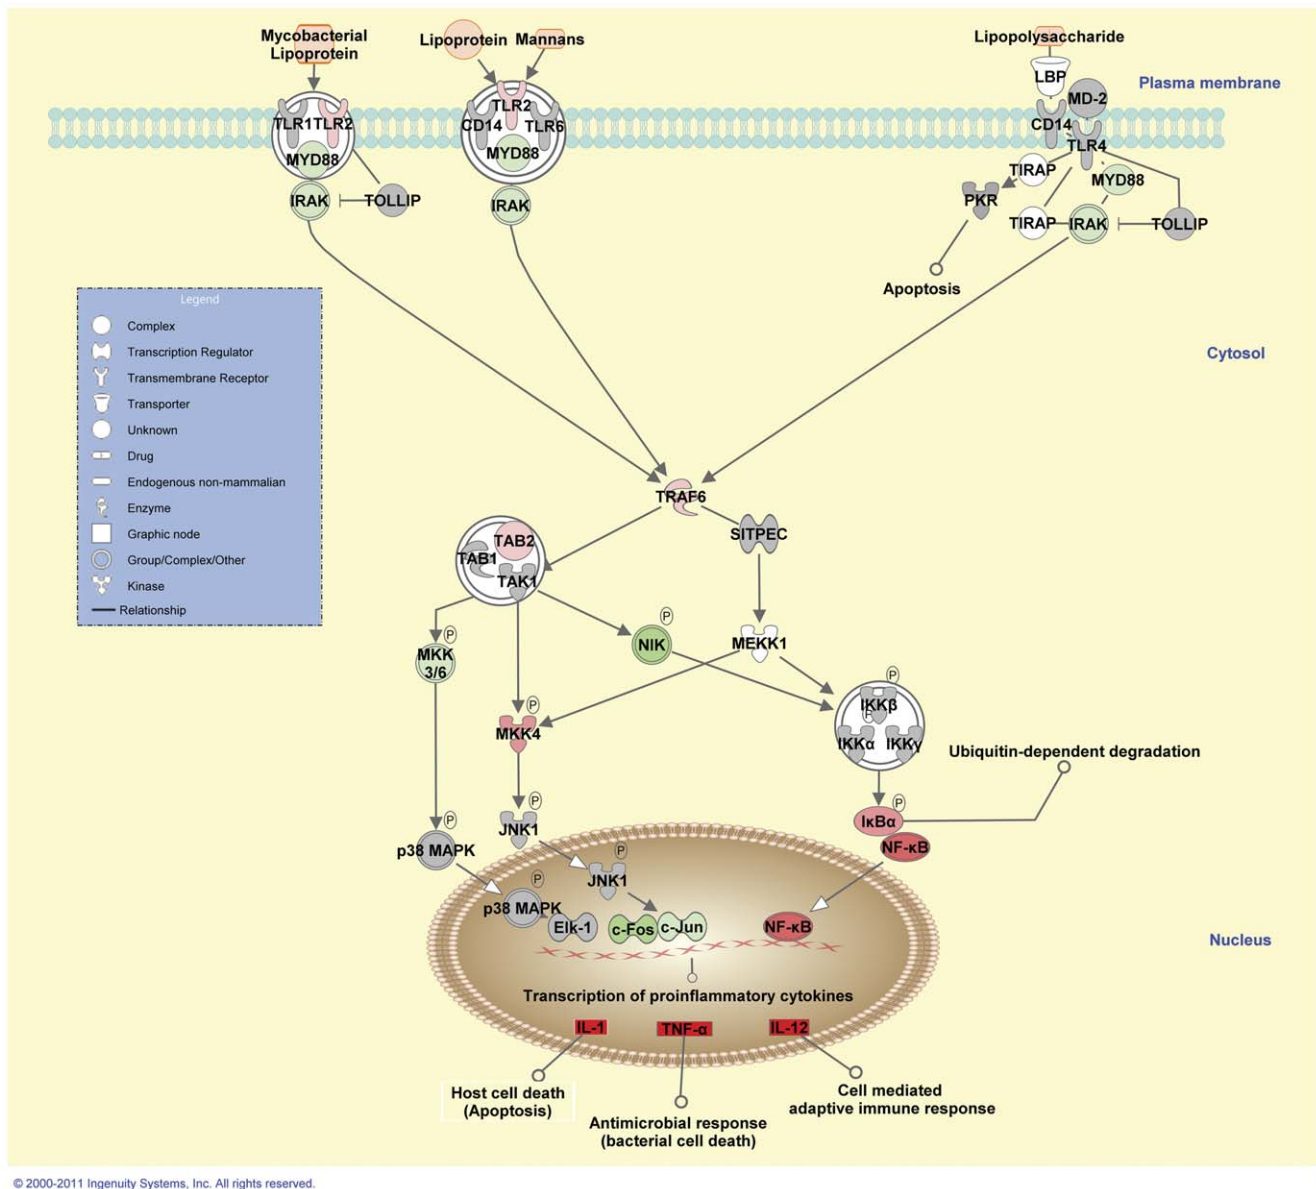 Mycobacterial
Lipoprotein
Lipoprotein
Mannans
Lipopolysaccharide
LBP
Plasma membrane
MD-2
TLR1
TLR2
TLR2
CD14
TLR6
CD14
TLR4
MYD88
MYD88
TIRAP
MYD88
PKR
IRAK
TOLLIP
IRAK
TIRAP
IRAK
TOLLIP
Apoptosis
Legend
Complex
Transcription Regulator
Transmembrane Receptor
Transporter
Unknown
Drug
Endogenous non-mammalian
Enzyme
Graphic node
Group/Complex/Other
Kinase
Relationship
Cytosol
TRAF6
SITPEC
TAB2
TAB1
TAK1
P
NIK
MEKK1
P
MKK
3/6
P
IKKβ
P
IKKα
IKKγ
P
MKK4
Ubiquitin-dependent degradation
P
JNK1
P
IκBα
NF-κB
P
p38 MAPK
P
JNK1
P
p38 MAPK
Elk-1
c-Fos
c-Jun
NF-κB
Nucleus
Transcription of proinflammatory cytokines
IL-1
TNF-α
IL-12
Host cell death
(Apoptosis)
Antimicrobial response
(bacterial cell death)
Cell mediated
adaptive immune response
© 2000-2011 Ingenuity Systems, Inc. All rights reserved.